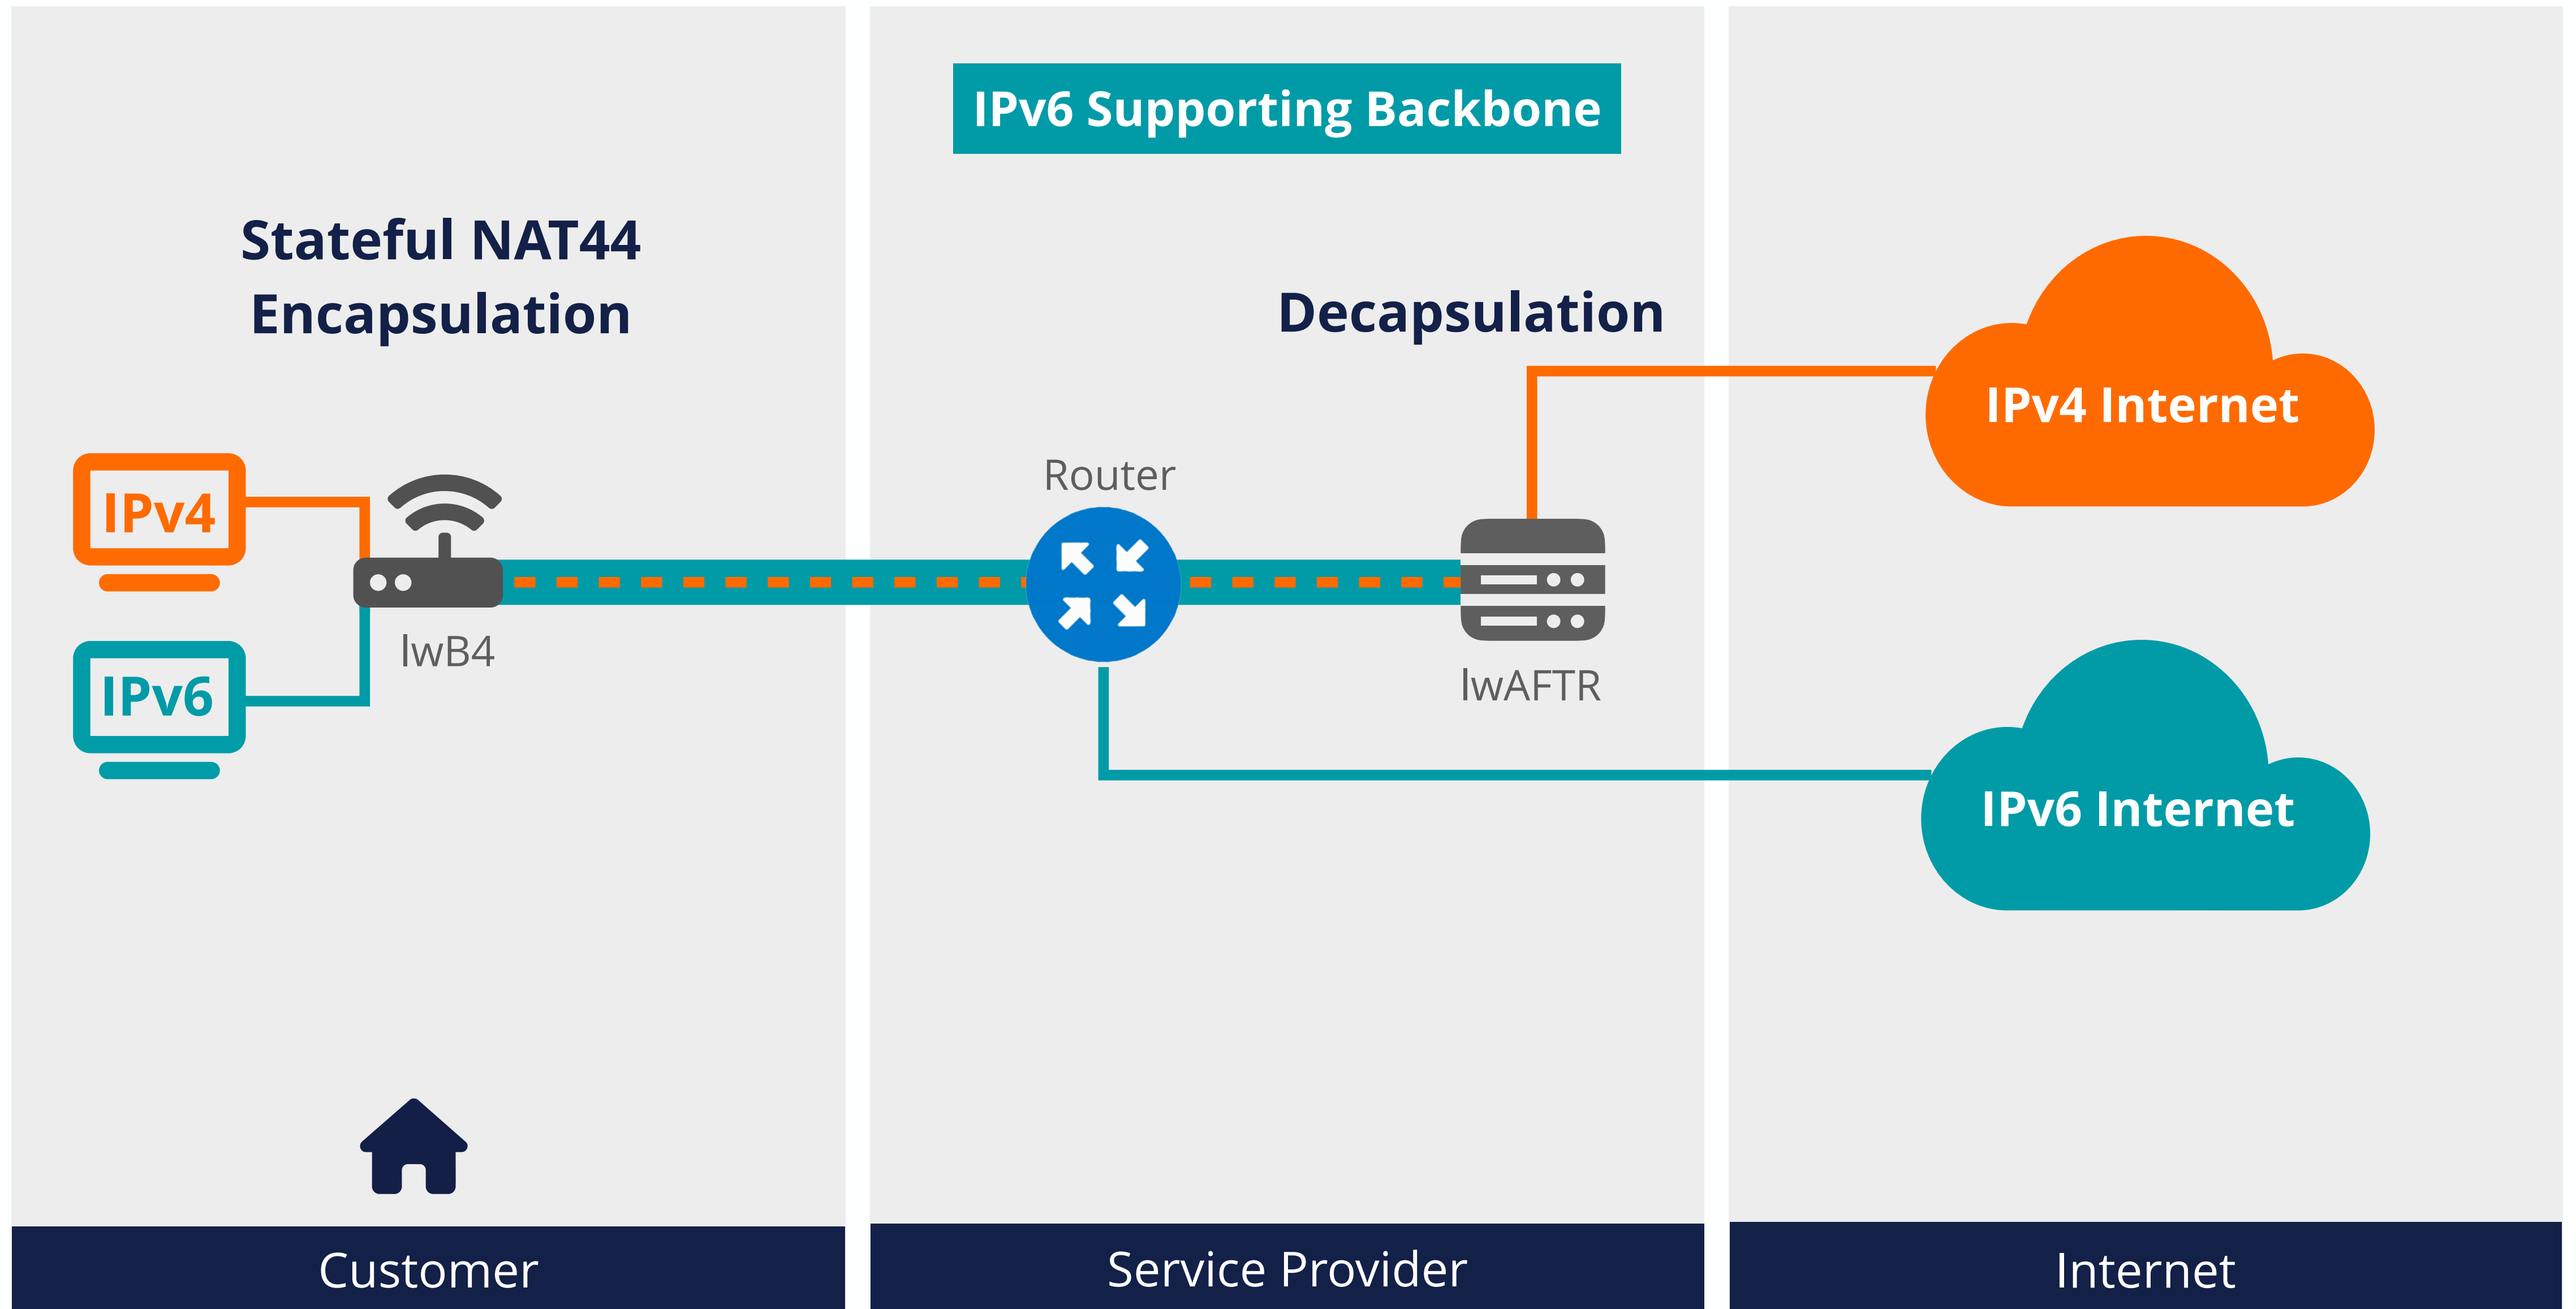 IPv6 Supporting Backbone
Stateful NAT44
Encapsulation
Decapsulation
IPv4 Internet
Router
IPv4
lwB4
IPv6
lwAFTR
IPv6 Internet
Customer
Service Provider
Internet